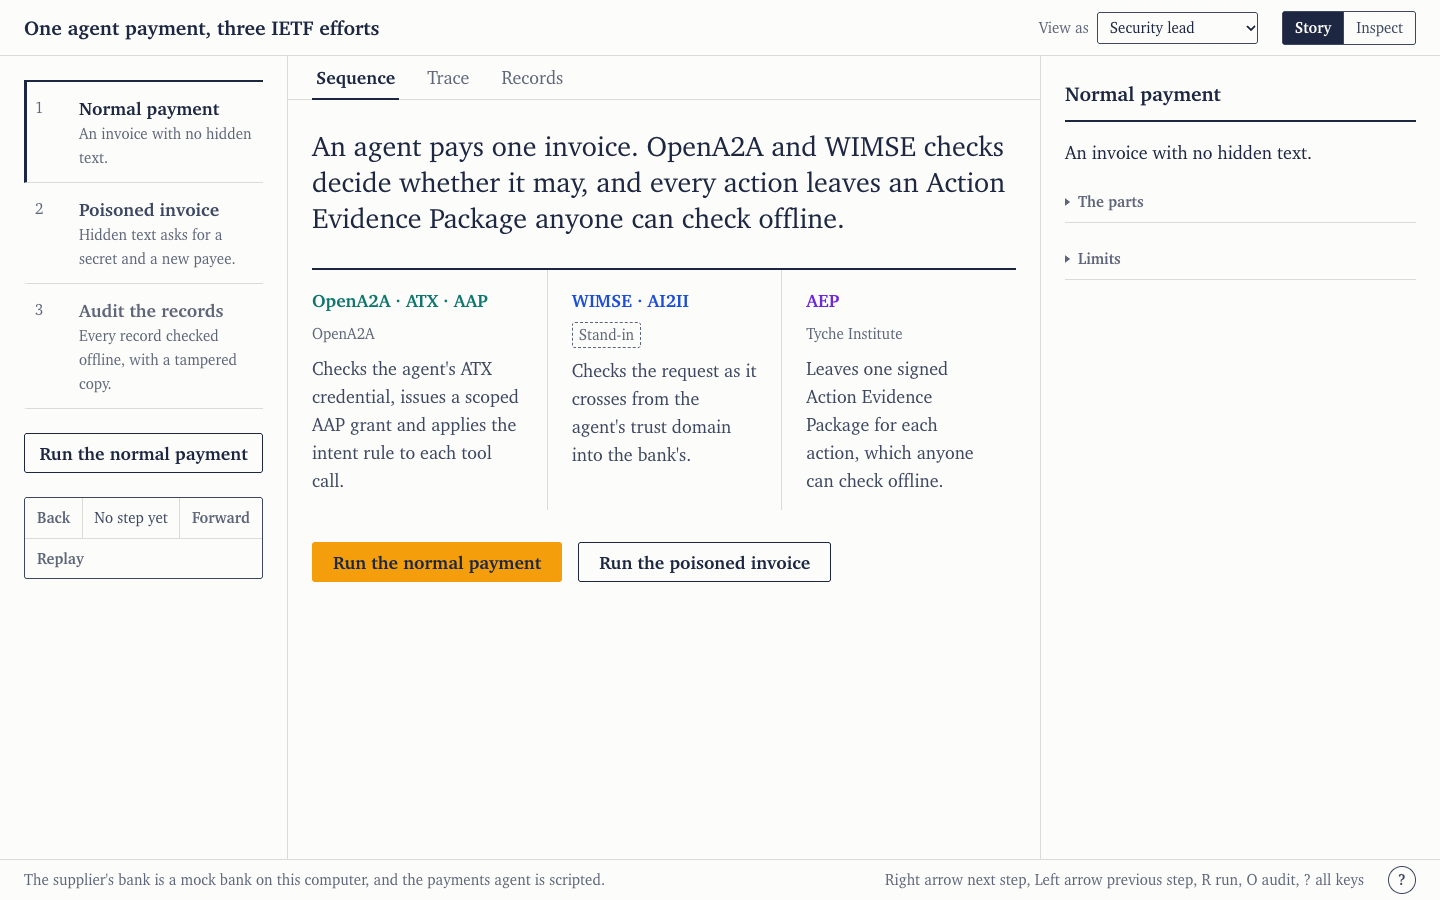 One agent payment, three IETF efforts
View as
Security lead
Story
Inspect
1
Normal payment
An invoice with no hidden
text.
2
Poisoned invoice
Hidden text asks for a
secret and a new payee.
3
Audit the records
Every record checked
offline, with a tampered
copy.
Run the normal payment
Back
No step yet
Forward
Replay
Sequence
Trace
Records
An agent pays one invoice. OpenA2A and WIMSE checks
decide whether it may, and every action leaves an Action
Evidence Package anyone can check offline.
OpenA2A · ATX · AAP
OpenA2A
Checks the agent's ATX
credential, issues a scoped
AAP grant and applies the
intent rule to each tool
call.
WIMSE · AI2II
Stand-in
Checks the request as it
crosses from the
agent's trust domain
into the bank's.
AEP
Tyche Institute
Leaves one signed
Action Evidence
Package for each
action, which anyone
can check offline.
Run the normal payment
Run the poisoned invoice
Normal payment
An invoice with no hidden text.
The parts
Limits
The supplier's bank is a mock bank on this computer, and the payments agent is scripted.
Right arrow next step, Left arrow previous step, R run, O audit, ? all keys
?